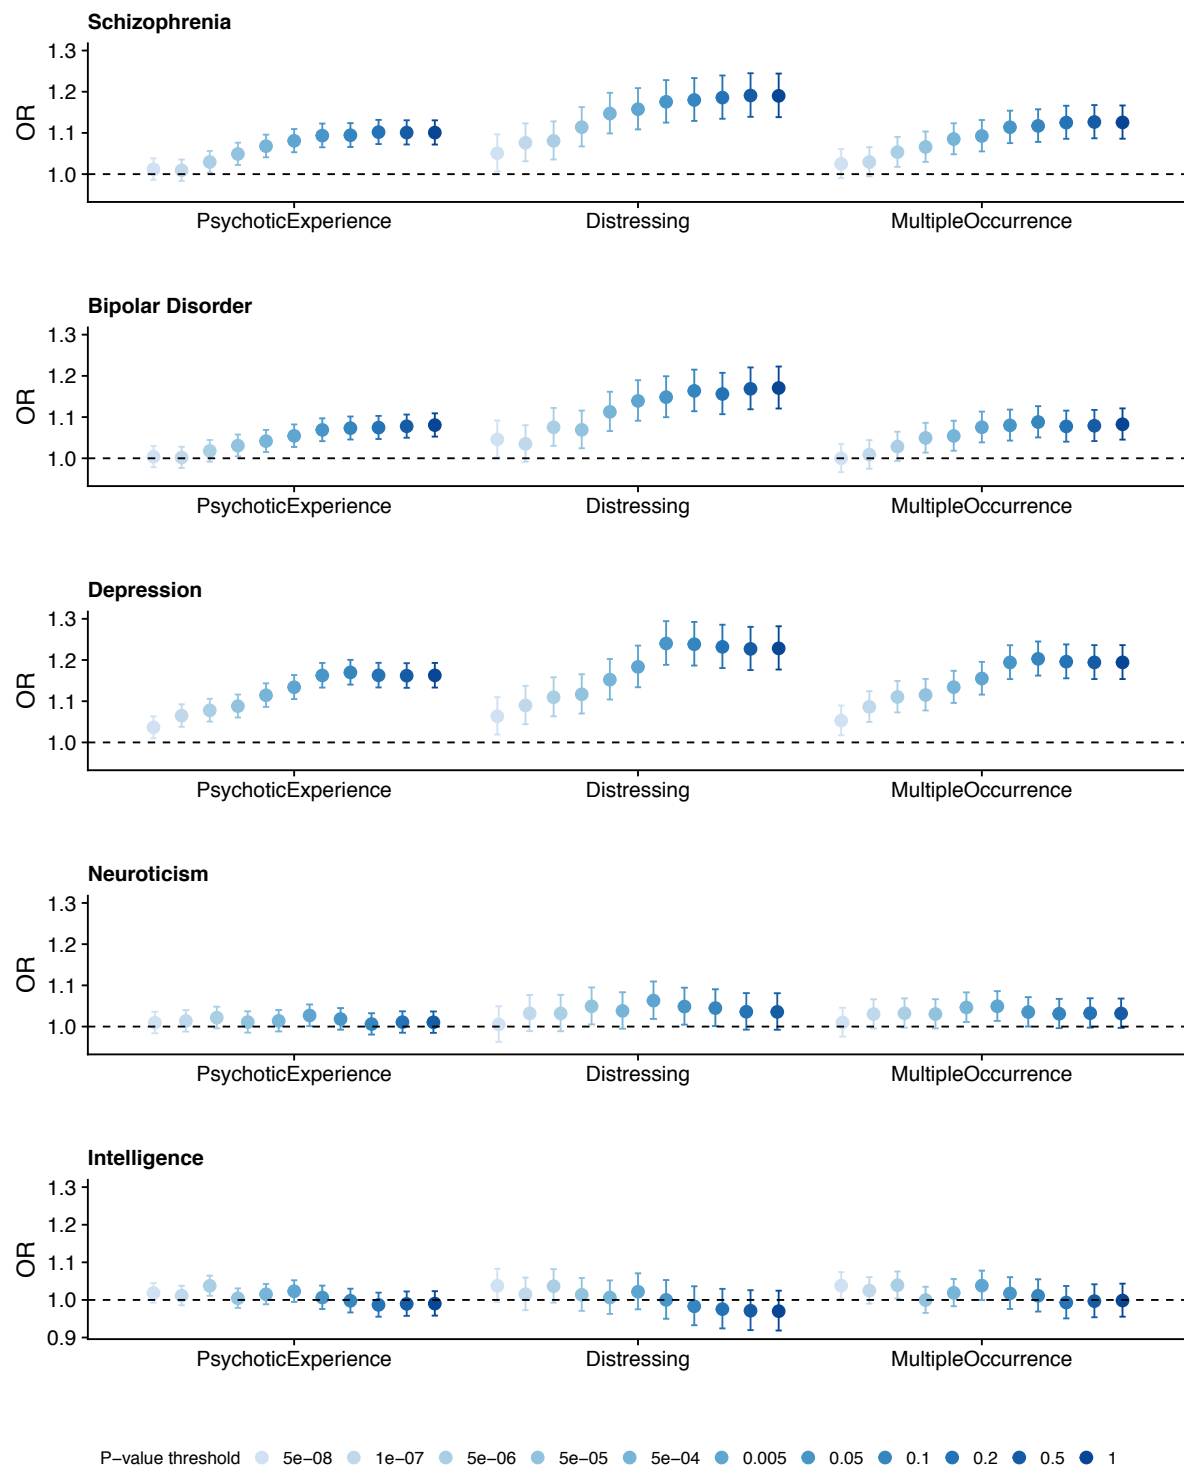 Schizophrenia
1.3
1.2
1.1
1.0
OR
PsychoticExperience Distressing MultipleOccurrence
Bipolar Disorder
1.3
1.2
1.1
1.0
OR
PsychoticExperience Distressing MultipleOccurrence
Depression
1.3
1.2
1.1
1.0
OR
PsychoticExperience Distressing MultipleOccurrence
Neuroticism
1.3
1.2
1.1
1.0
OR
PsychoticExperience Distressing MultipleOccurrence
Intelligence
1.3
1.2
1.1
1.0
0.9
OR
PsychoticExperience Distressing MultipleOccurrence
P−value threshold 5e−08 1e−07 5e−06 5e−05 5e−04 0.005 0.05 0.1 0.2 0.5 1